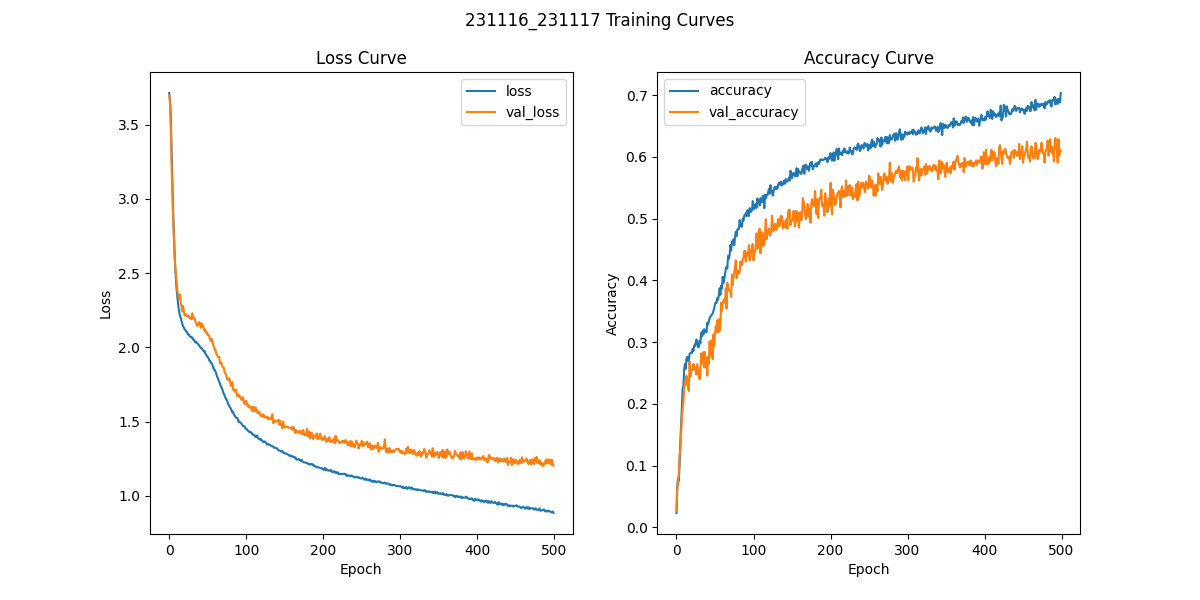 231116_231117 Training Curves
Loss Curve
loss
val_loss
Loss
3.5
3.0
2.5
2.0
1.5
1.0
0
100
200
300
400
500
Epoch
Accuracy Curve
accuracy
val_accuracy
Accuracy
0.7
0.6
0.5
0.4
0.3
0.2
0.1
0.0
0
100
200
300
400
500
Epoch